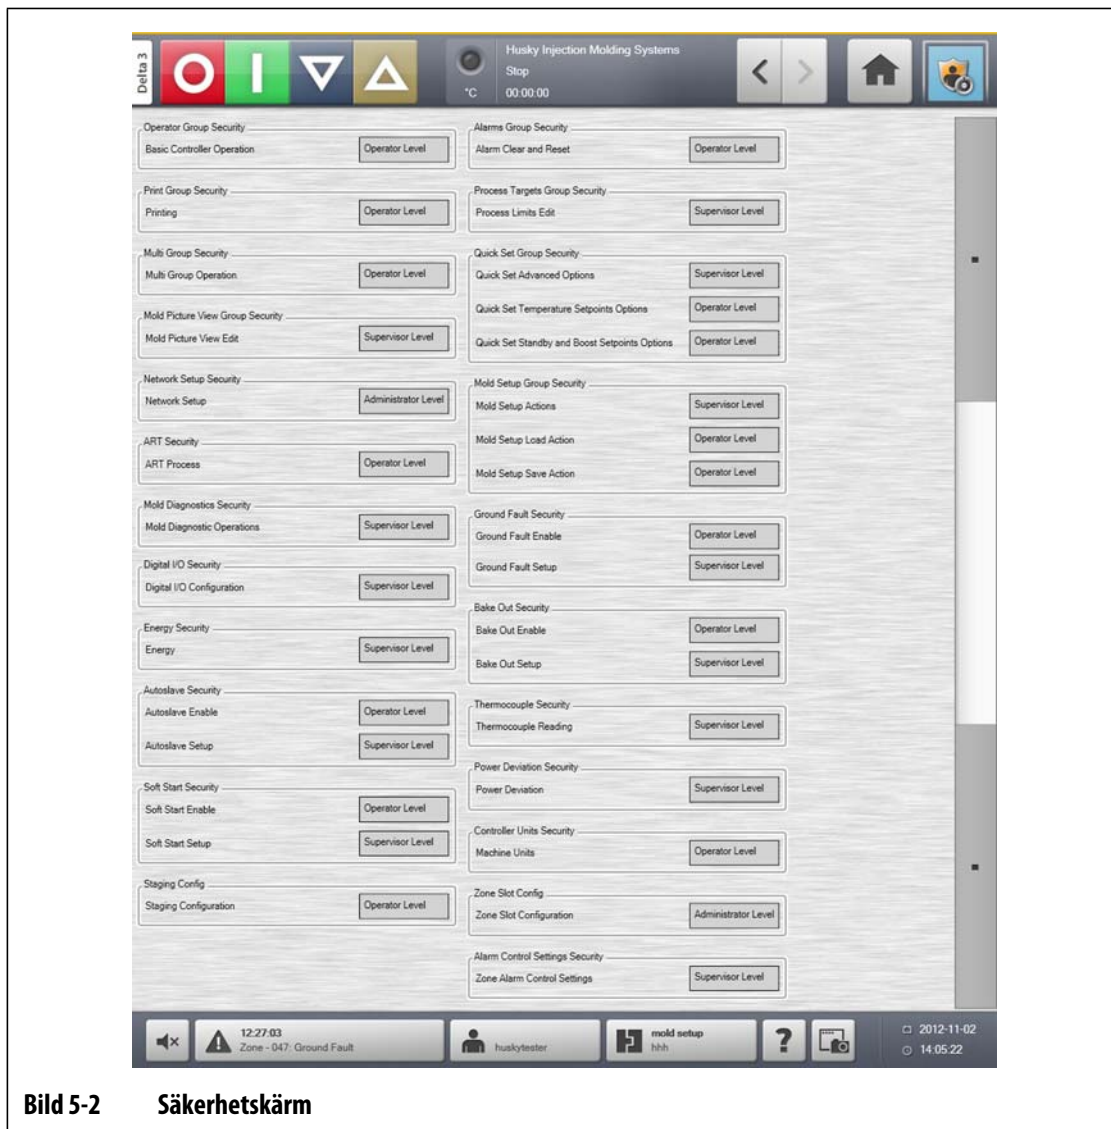 Delta 3
Husky Injection Molding Systems
Stop
°C 00:00:00
Operator Group Security
Basic Controller Operation Operator Level
Print Group Security
Printing Operator Level
Multi Group Security
Multi Group Operation Operator Level
Mold Picture View Group Security
Mold Picture View Edit Supervisor Level
Network Setup Security
Network Setup Administrator Level
ART Security
ART Process Operator Level
Mold Diagnostics Security
Mold Diagnostic Operations Supervisor Level
Digital I/O Security
Digital I/O Configuration Supervisor Level
Energy Security
Energy Supervisor Level
Autoslave Security
Autoslave Enable Operator Level
Autoslave Setup Supervisor Level
Soft Start Security
Soft Start Enable Operator Level
Soft Start Setup Supervisor Level
Staging Config
Staging Configuration Operator Level
Alarms Group Security
Alarm Clear and Reset Operator Level
Process Targets Group Security
Process Limits Edit Supervisor Level
Quick Set Group Security
Quick Set Advanced Options Supervisor Level
Quick Set Temperature Setpoints Options Operator Level
Quick Set Standby and Boost Setpoints Options Operator Level
Mold Setup Group Security
Mold Setup Actions Supervisor Level
Mold Setup Load Action Operator Level
Mold Setup Save Action Operator Level
Ground Fault Security
Ground Fault Enable Operator Level
Ground Fault Setup Supervisor Level
Bake Out Security
Bake Out Enable Operator Level
Bake Out Setup Supervisor Level
Thermocouple Security
Thermocouple Reading Supervisor Level
Power Deviation Security
Power Deviation Supervisor Level
Controller Units Security
Machine Units Operator Level
Zone Slot Config
Zone Slot Configuration Administrator Level
Alarm Control Settings Security
Zone Alarm Control Settings Supervisor Level
12:27:03
Zone - 047: Ground Fault
huskytester
mold setup
hhh
?
2012-11-02
14:05:22
Bild 5-2 Säkerhetskärm